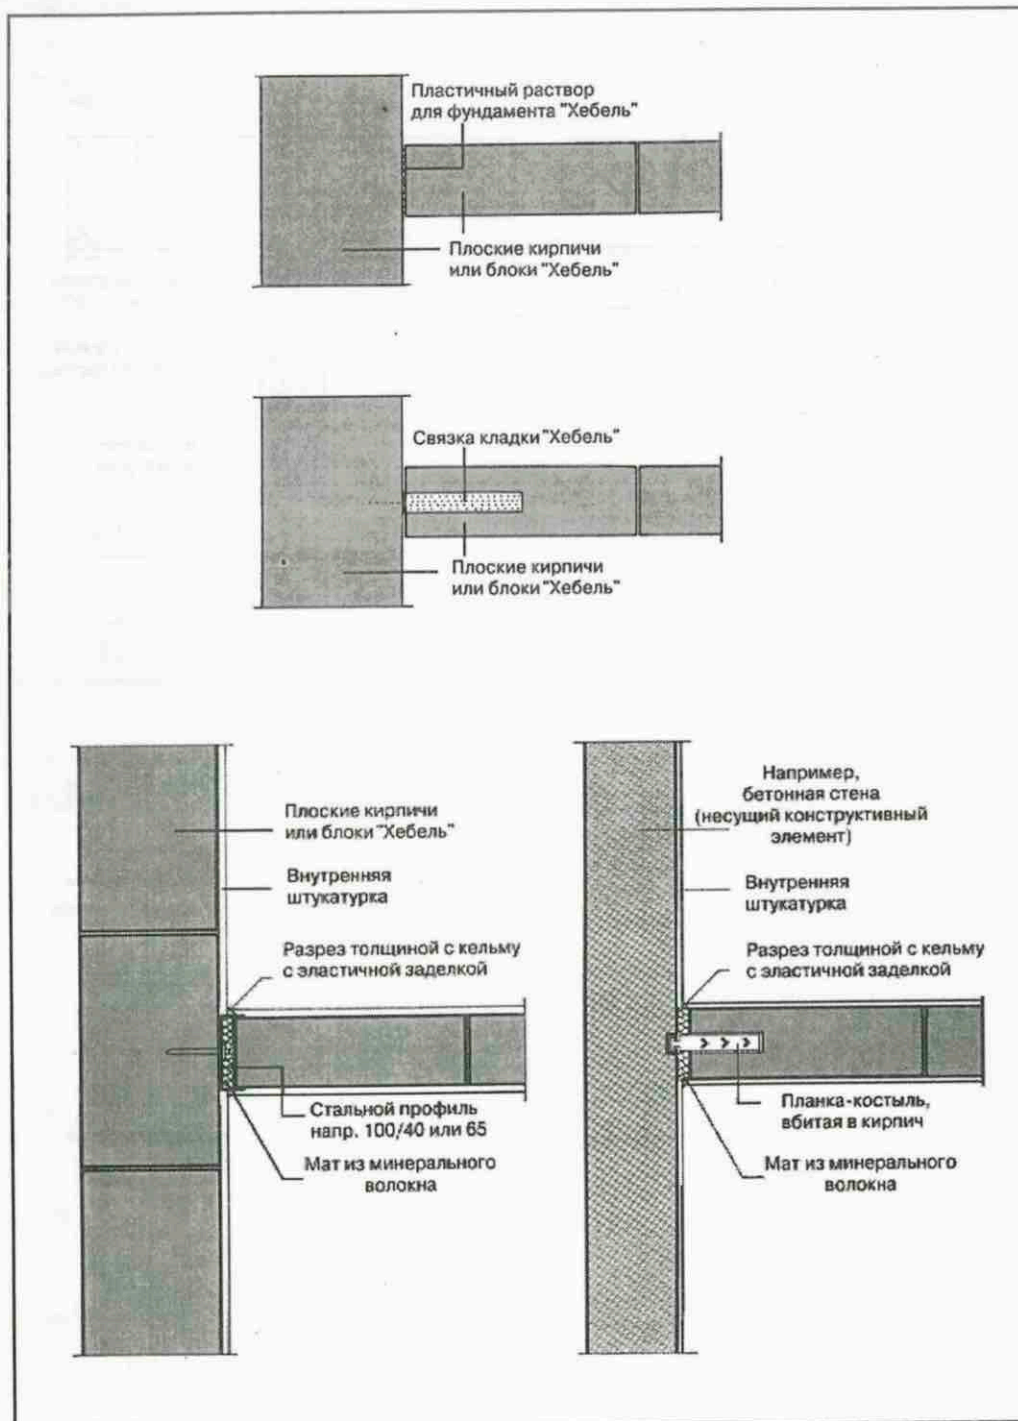 Пластичный раствор
для фундамента "Хебель"
Плоские кирпичи
или блоки "Хебель"
Связка кладки "Хебель"
Плоские кирпичи
или блоки "Хебель"
Плоские кирпичи
или блоки "Хебель"
Внутренняя
штукатурка
Разрез толщиной с кельму
с эластичной заделкой
Стальной профиль
напр. 100/40 или 65
Мат из минерального
волокна
Например,
бетонная стена
(несущий конструктивный
элемент)
Внутренняя
штукатурка
Разрез толщиной с кельму
с эластичной заделкой
Планка-костыль,
вбитая в кирпич
Мат из минерального
волокна